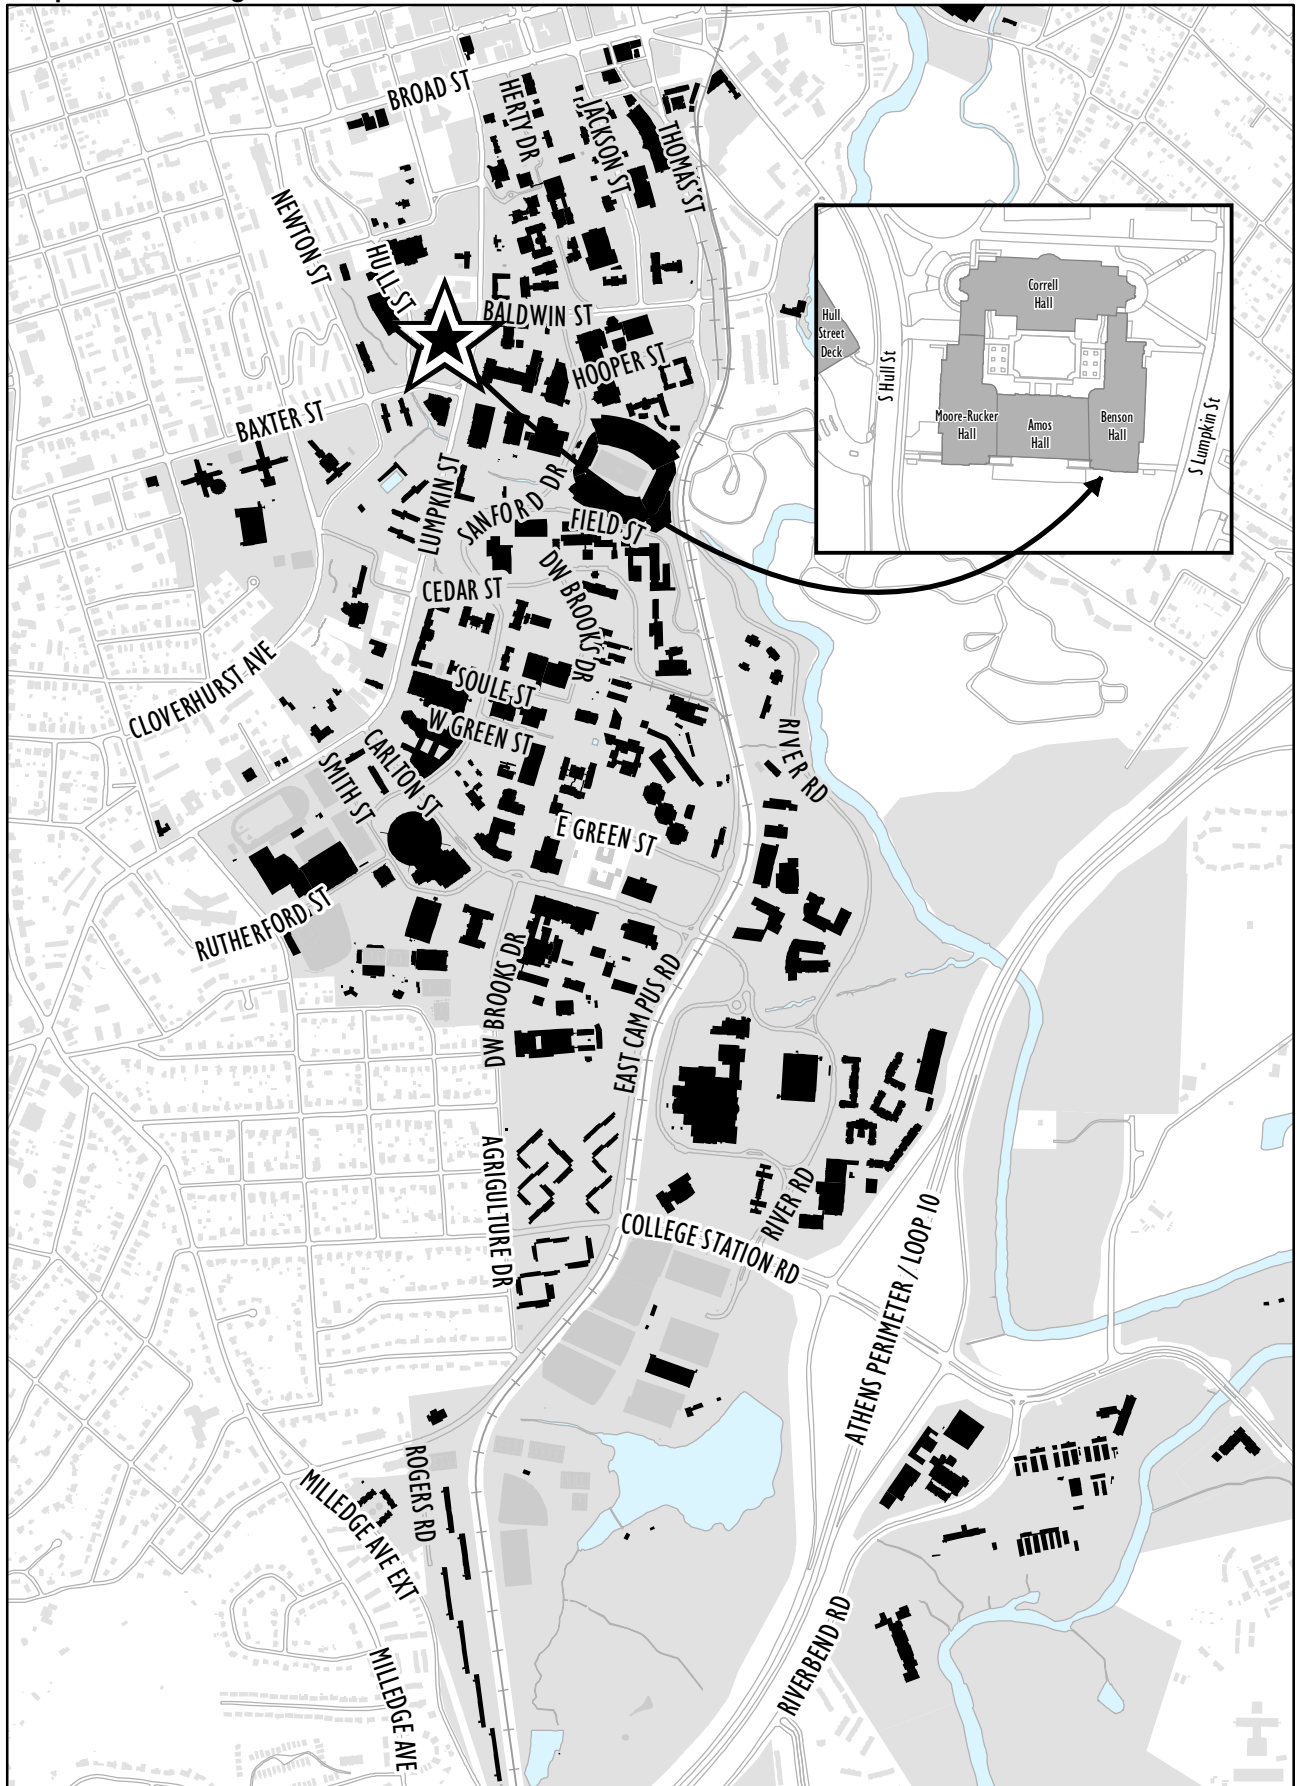 BROAD ST
HERTY DR
JACKSON ST
THOMAS ST
NEWTON ST
HULL ST
BALDWIN ST
HOOPER ST
BAXTER ST
LUMPKIN ST
SANFORD DR
FIELD ST
CEDAR ST
DW BROOKS DR
Correll
Hall
Hull
Street
Deck
S Hull St
Moore-Rucker
Hall
Amos
Hall
Benson
Hall
S Lumpkin St
CLOVERHURST AVE
SOULE ST
W GREEN ST
CARLTON ST
SMITH ST
RIVER RD
E GREEN ST
RUTHERFORD ST
DW BROOKS DR
EAST CAMPUS RD
AGRIGULTURE DR
RIVER RD
COLLEGE STATION RD
ATHENS PERIMETER / LOOP 10
ROGERS RD
MILLEDGE AVE EXT
MILLEDGE AVE
RIVERBEND RD